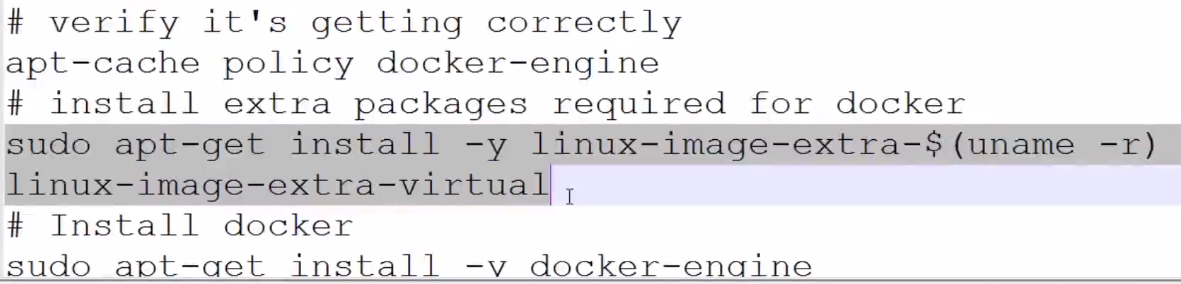 # verify it's getting correctly
apt-cache policy docker-engine
# install extra packages required for docker
sudo apt-get install -y linux-image-extra-$(uname -r)
linux-image-extra-virtual
# Install docker
sudo apt-get install -y docker-engine